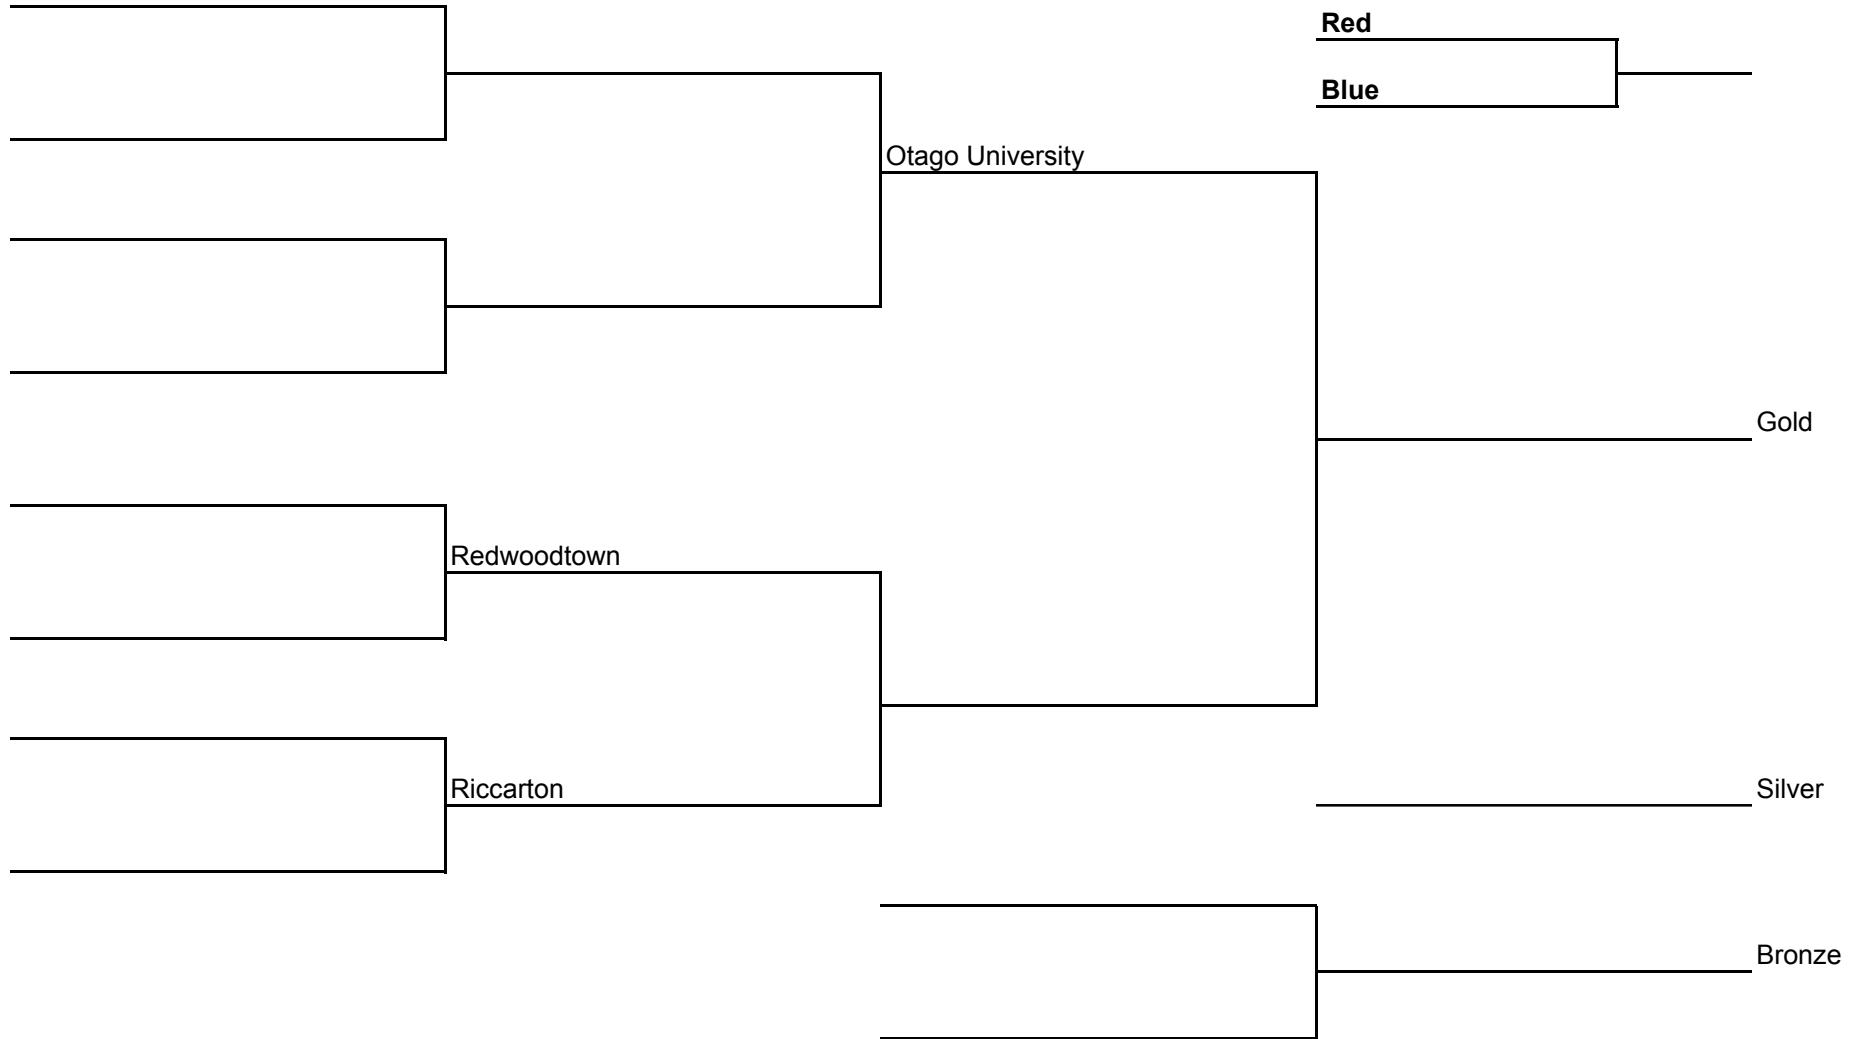 Red
Blue
Otago University
Gold
Redwoodtown
Riccarton
Silver
Bronze